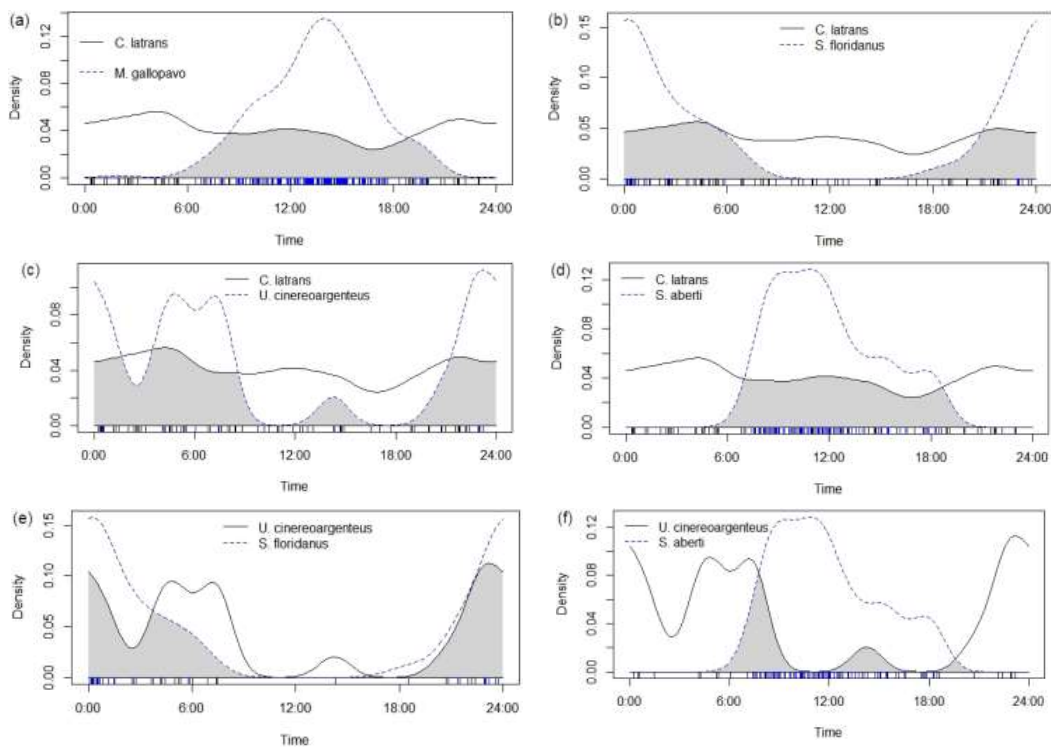 (a)
C. latrans
M. gallopavo
Density
0.00 0.04 0.08 0.12
0:00 6:00 12:00 18:00 24:00
Time
(b)
C. latrans
S. floridanus
Density
0.00 0.05 0.10 0.15
0:00 6:00 12:00 18:00 24:00
Time
(c)
C. latrans
U. cinereoargenteus
Density
0.00 0.04 0.08
0:00 6:00 12:00 18:00 24:00
Time
(d)
C. latrans
S. aberti
Density
0.00 0.04 0.08 0.12
0:00 6:00 12:00 18:00 24:00
Time
(e)
U. cinereoargenteus
S. floridanus
Density
0.00 0.05 0.10 0.15
0:00 6:00 12:00 18:00 24:00
Time
(f)
U. cinereoargenteus
S. aberti
Density
0.00 0.04 0.08 0.12
0:00 6:00 12:00 18:00 24:00
Time